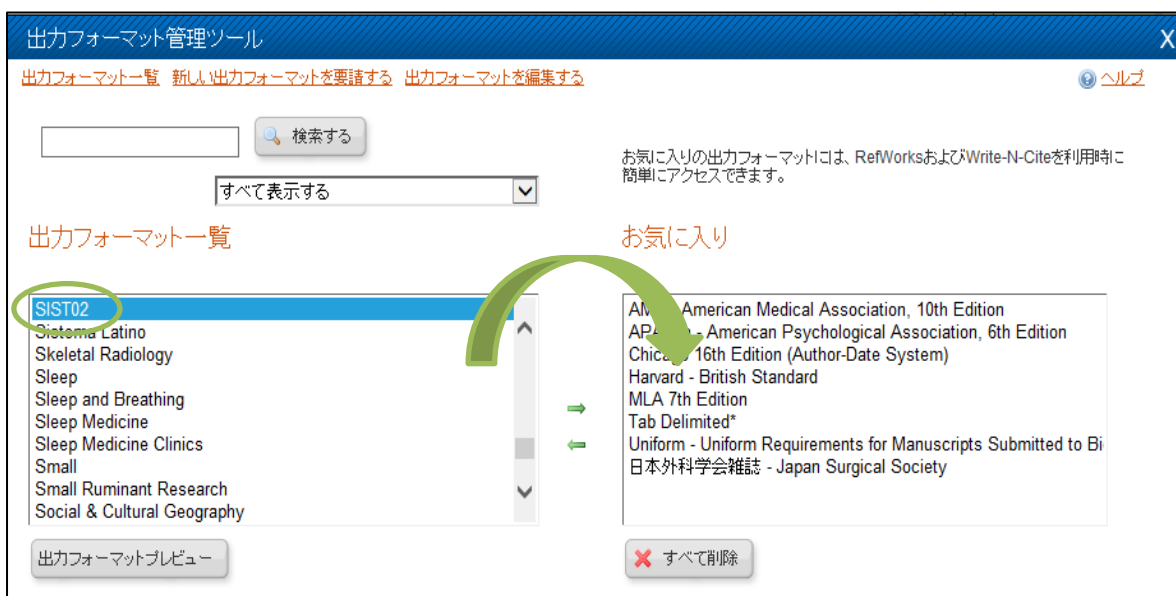 出力フォーマット管理ツール
X
出力フォーマット一覧 新しい出力フォーマットを要請する 出力フォーマットを編集する
ヘルプ
検索する
お気に入りの出力フォーマットには、RefWorksおよびWrite-N-Citeを利用時に
簡単にアクセスできます。
すべて表示する
出力フォーマット一覧
SIST02
Sistema Latino
Skeletal Radiology
Sleep
Sleep and Breathing
Sleep Medicine
Sleep Medicine Clinics
Small
Small Ruminant Research
Social & Cultural Geography
出力フォーマットプレビュー
お気に入り
American Medical Association, 10th Edition
- American Psychological Association, 6th Edition
16th Edition (Author-Date System)
Harvard - British Standard
MLA 7th Edition
Tab Delimited*
Uniform - Uniform Requirements for Manuscripts Submitted to Bi
日本外科学会雑誌 - Japan Surgical Society
すべて削除